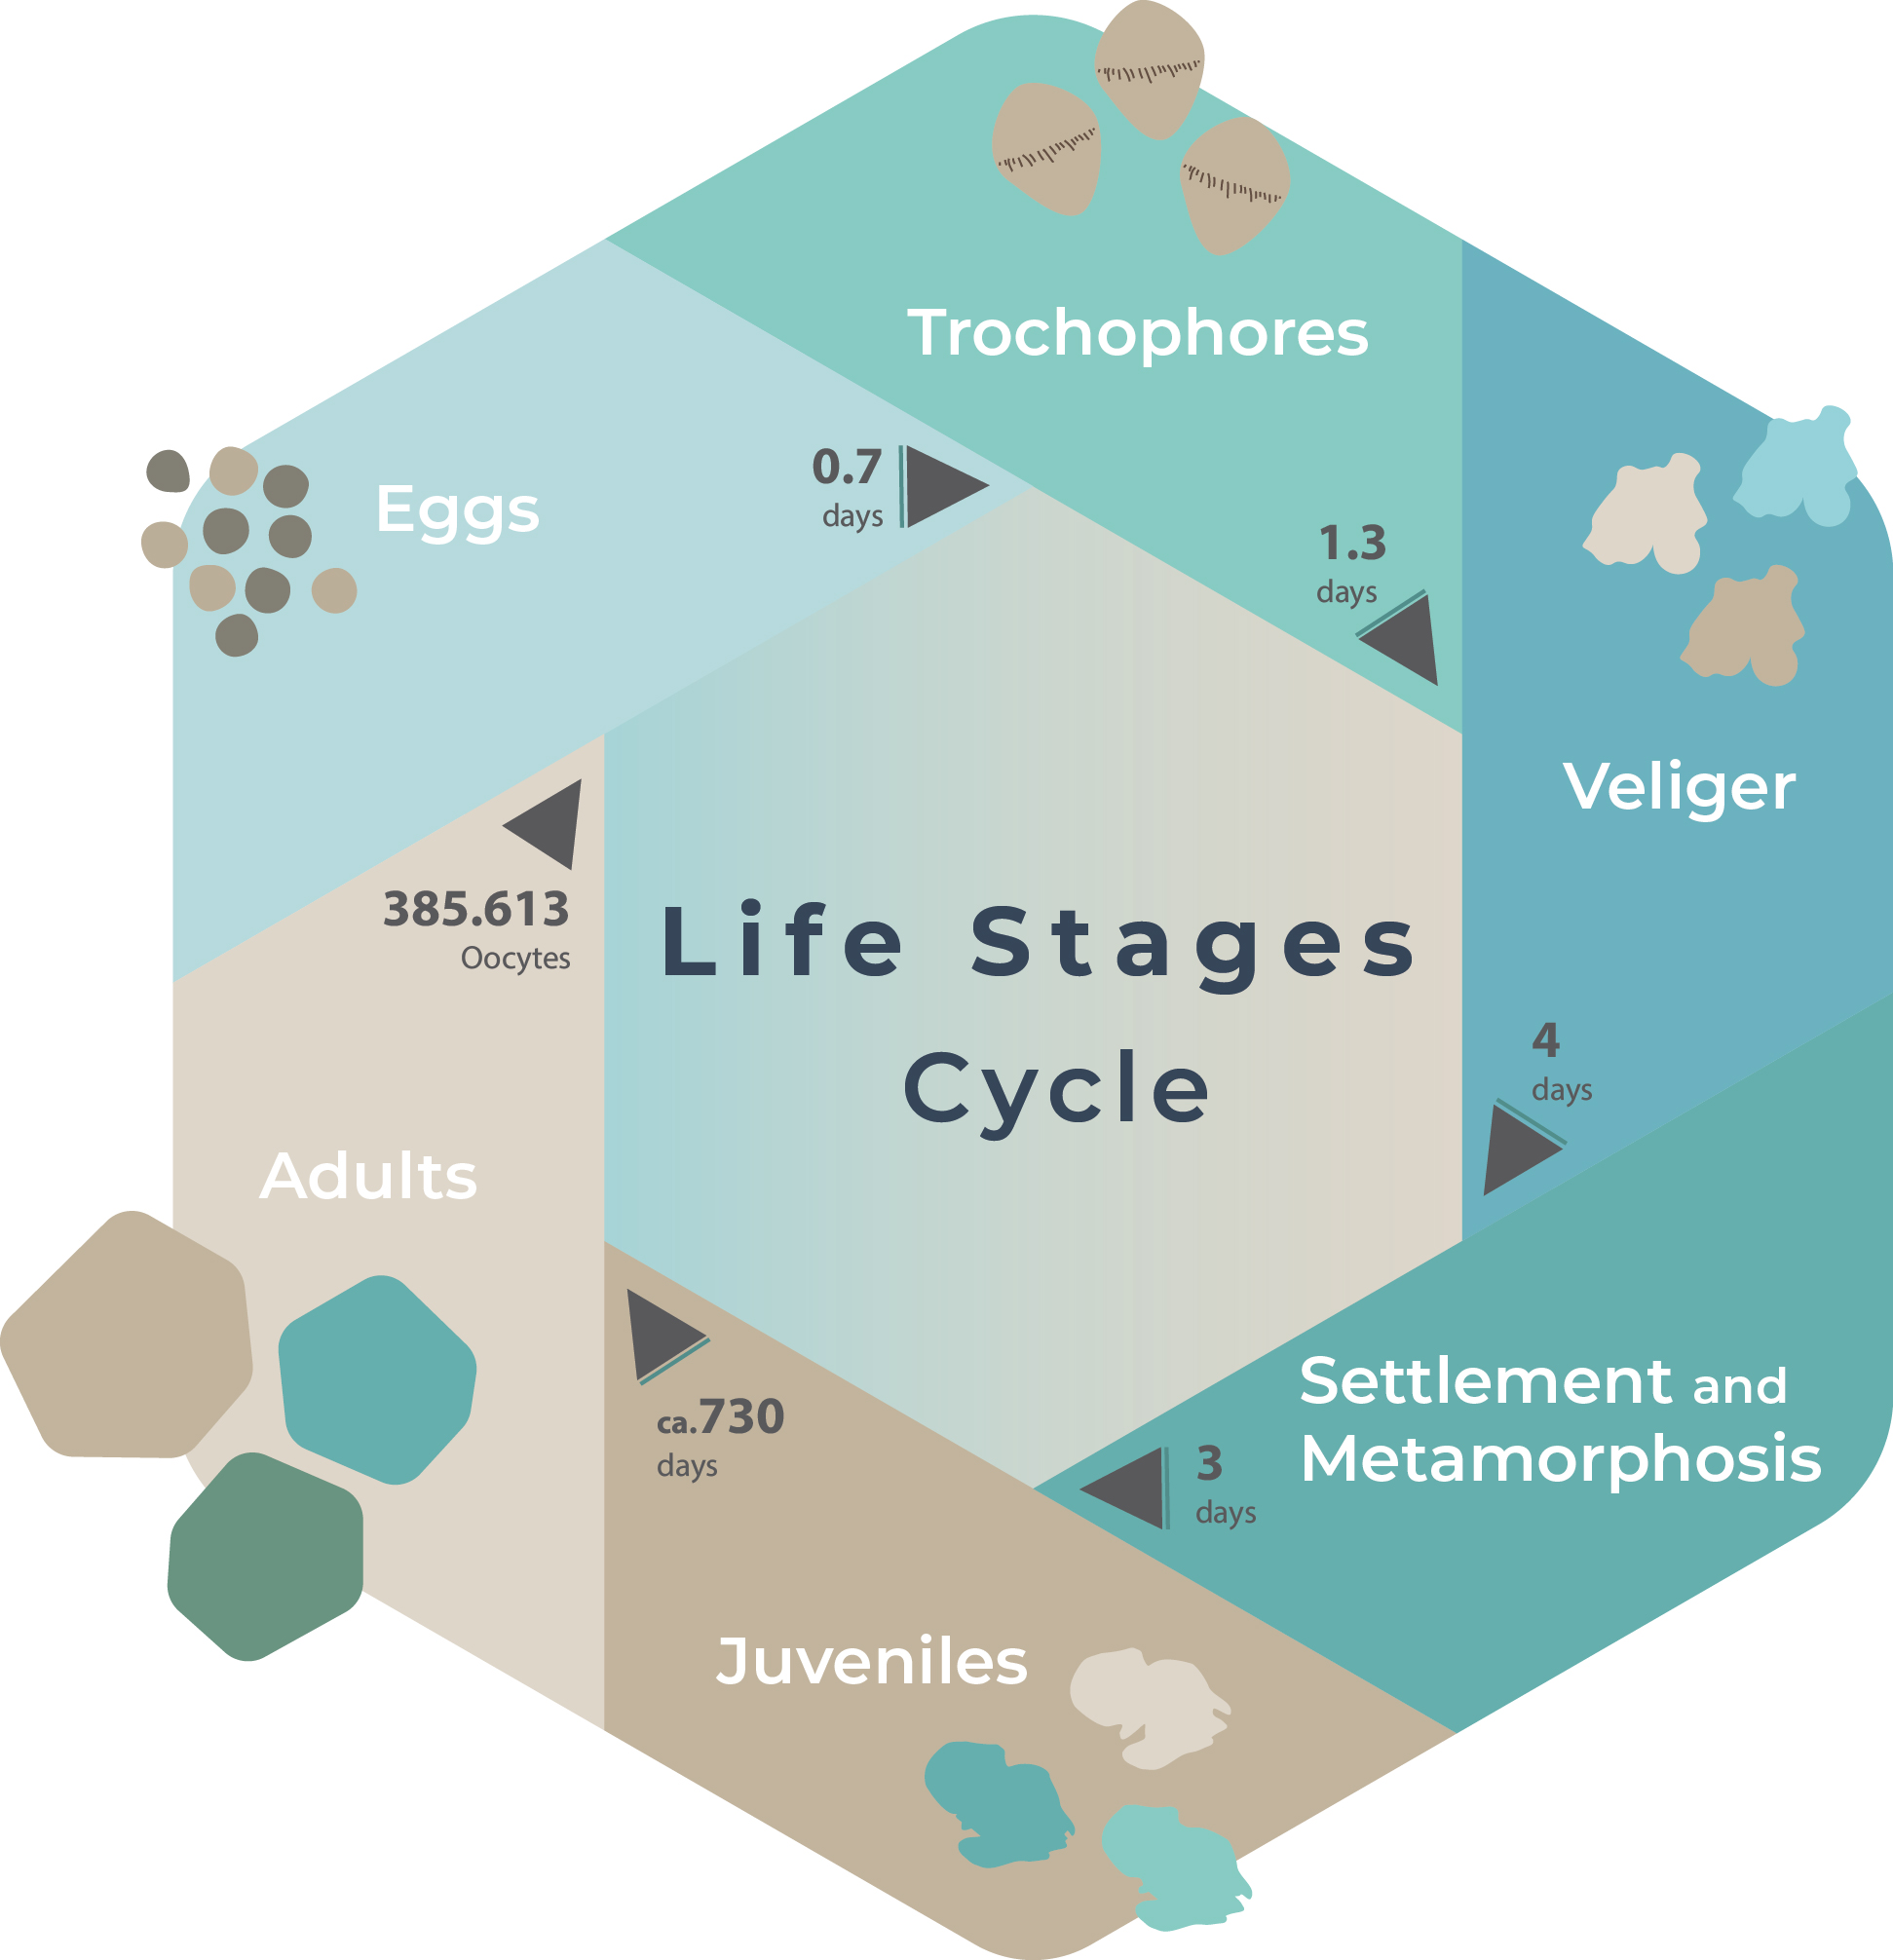 Trochophores
Eggs
0.7
days
1.3
days
Veliger
385.613
Oocytes
Life Stages
Cycle
4
days
Adults
Settlement and
Metamorphosis
ca.730
days
3
days
Juveniles